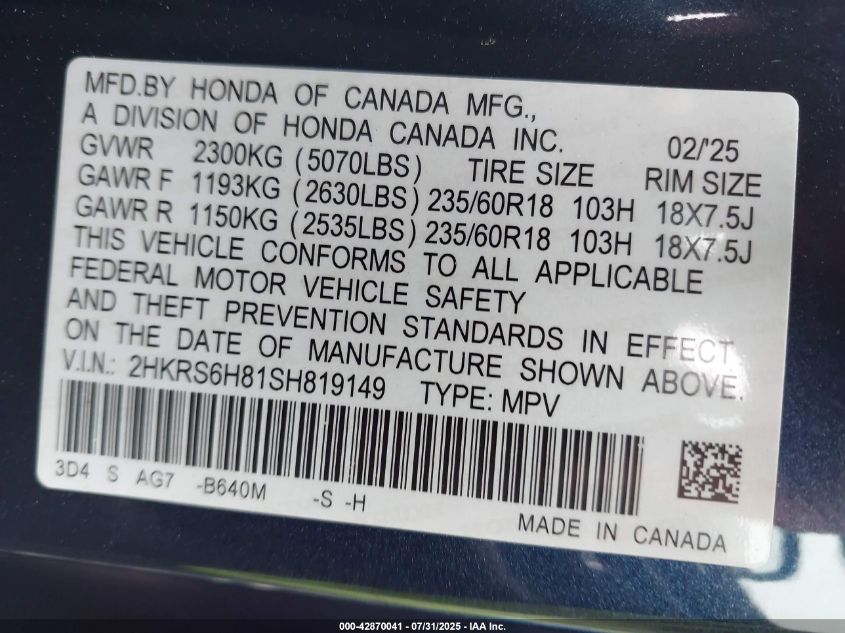 MFD.BY HONDA OF CANADA MFG.,
A DIVISION OF HONDA CANADA INC. 02/'25
GVWR 2300KG (5070LBS) TIRE SIZE RIM SIZE
GAWR F 1193KG (2630LBS) 235/60R18 103H 18X7.5J
GAWR R 1150KG (2535LBS) 235/60R18 103H 18X7.5J
THIS VEHICLE CONFORMS TO ALL APPLICABLE
FEDERAL MOTOR VEHICLE SAFETY
AND THEFT PREVENTION STANDARDS IN EFFECT
ON THE DATE OF MANUFACTURE SHOWN ABOVE.
V.I.N.: 2HKRS6H81SH819149 TYPE: MPV
3D4 S AG7 -B640M -S -H
MADE IN CANADA
000-42870041 - 07/31/2025 - IAA Inc.